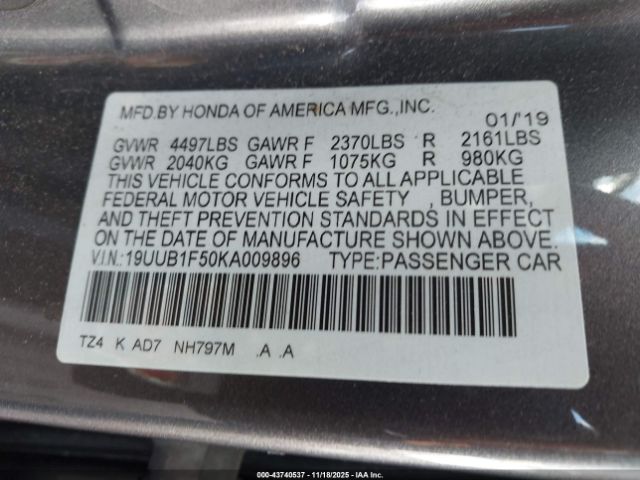 MFD.BY HONDA OF AMERICA MFG.,INC.
01/'19
GVWR 4497LBS GAWR F 2370LBS R 2161LBS
GVWR 2040KG GAWR F 1075KG R 980KG
THIS VEHICLE CONFORMS TO ALL APPLICABLE
FEDERAL MOTOR VEHICLE SAFETY , BUMPER,
AND THEFT PREVENTION STANDARDS IN EFFECT
ON THE DATE OF MANUFACTURE SHOWN ABOVE.
V.I.N.:19UUB1F50KA009896 TYPE:PASSENGER CAR
TZ4 K AD7 NH797M .A .A
000-43740537 - 11/18/2025 - IAA Inc.